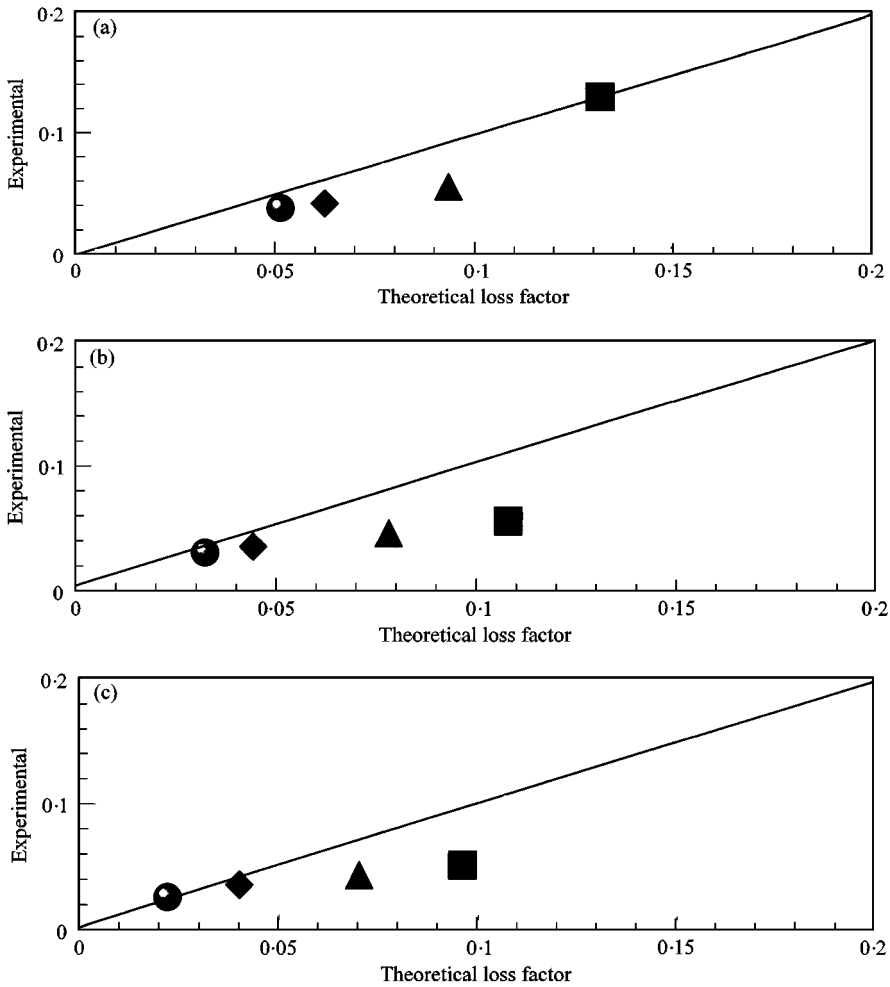 (a)
0·2
0·1
0
Experimental
0 0·05 0·1 0·15 0·2
Theoretical loss factor
(b)
0·2
0·1
0
Experimental
0 0·05 0·1 0·15 0·2
Theoretical loss factor
(c)
0·2
0·1
0
Experimental
0 0·05 0·1 0·15 0·2
Theoretical loss factor